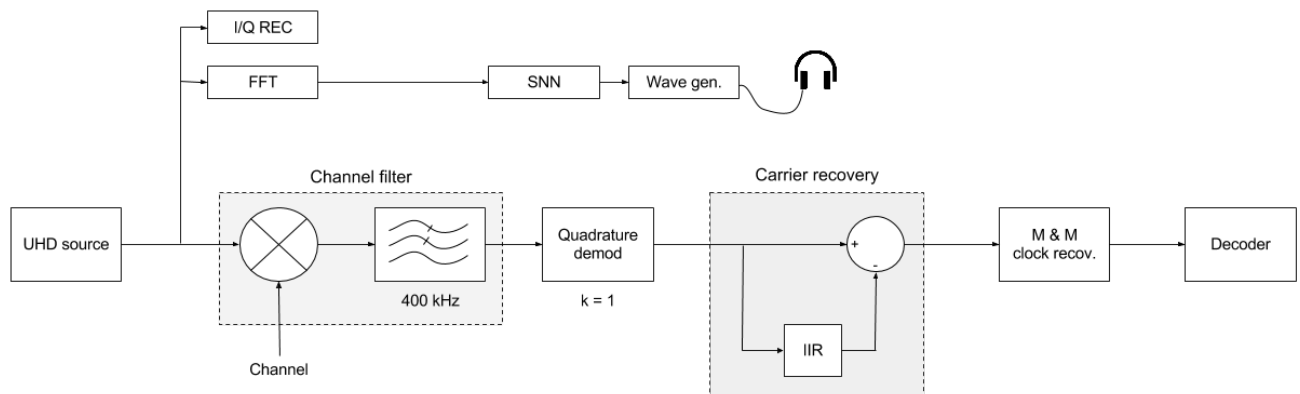 I/Q REC
FFT
SNN
Wave gen.
Channel filter
Carrier recovery
UHD source
Quadrature
demod
+
-
M & M
clock recov.
Decoder
400 kHz
k = 1
IIR
Channel